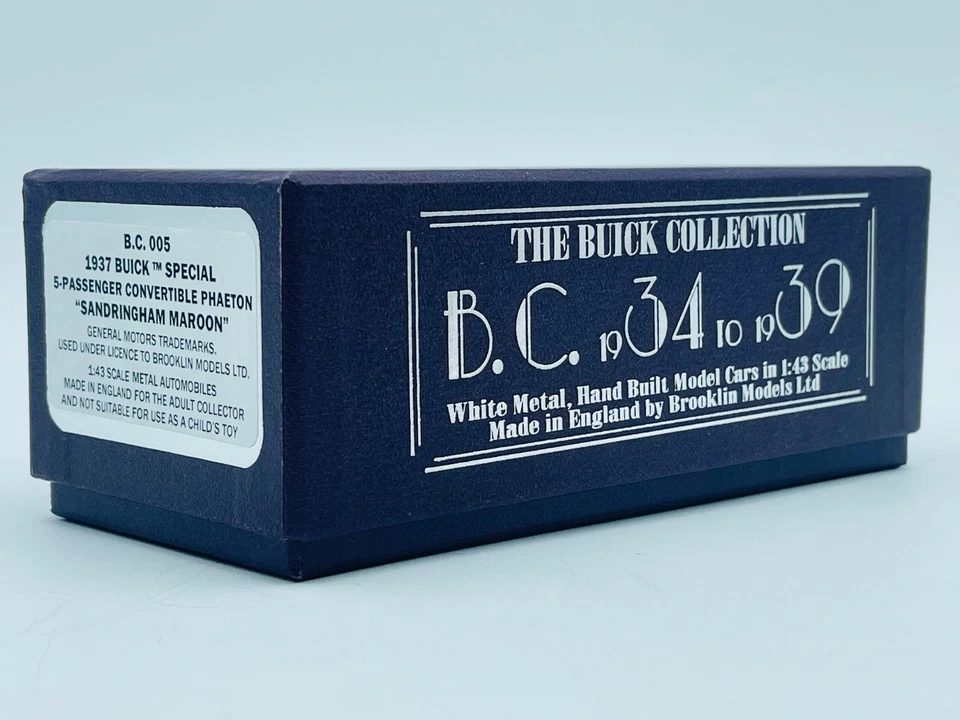 B.C. 005
1937 BUICK™ SPECIAL
5-PASSENGER CONVERTIBLE PHAETON
"SANDRINGHAM MAROON"
GENERAL MOTORS TRADEMARKS,
USED UNDER LICENCE TO BROOKLIN MODELS LTD.
1:43 SCALE METAL AUTOMOBILES
MADE IN ENGLAND FOR THE ADULT COLLECTOR
AND NOT SUITABLE FOR USE AS A CHILD'S TOY
THE BUICK COLLECTION
B.C. 1934 TO 1939
White Metal, Hand Built Model Cars in 1:43 Scale
Made in England by Brooklin Models Ltd